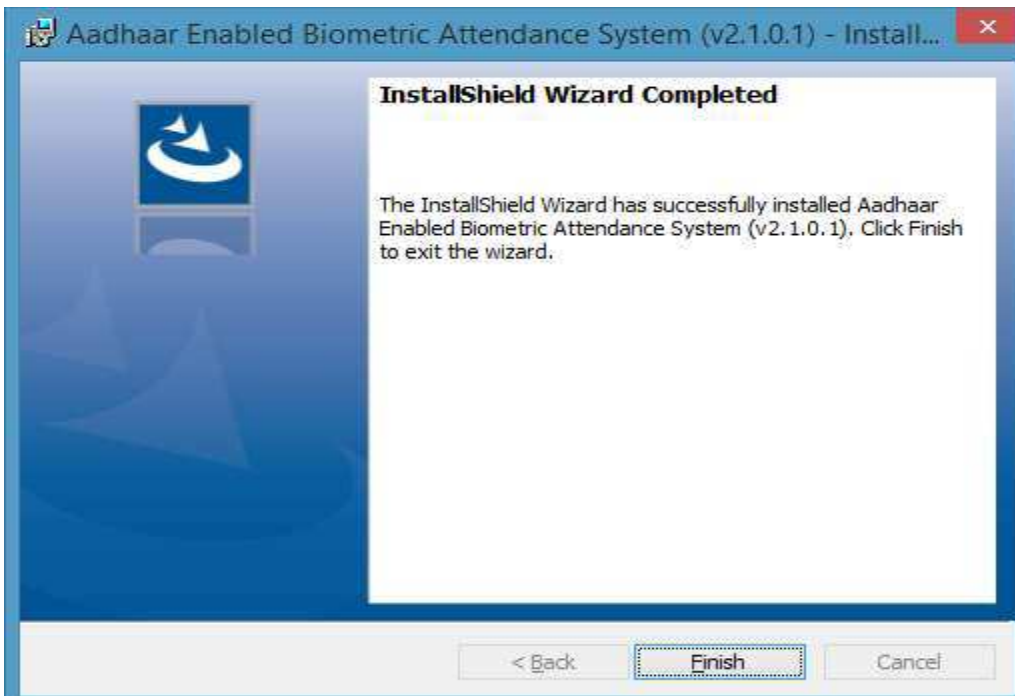 Aadhaar Enabled Biometric Attendance System (v2.1.0.1) - Install...
InstallShield Wizard Completed
The InstallShield Wizard has successfully installed Aadhaar
Enabled Biometric Attendance System (v2.1.0.1). Click Finish
to exit the wizard.
< Back Finish Cancel